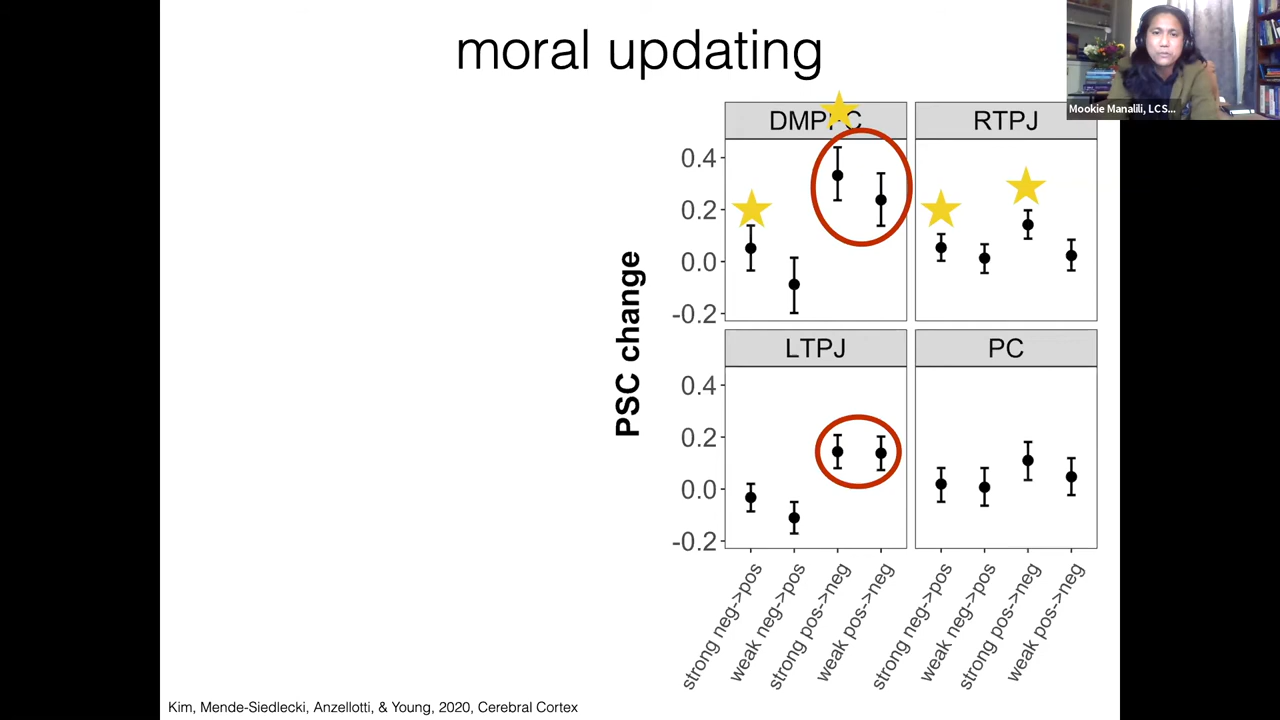 moral updating
Mookie Manalili, LCS...
DMPFC
RTPJ
0.4
0.2
0.0
-0.2
PSC change
LTPJ
PC
0.4
0.2
0.0
-0.2
strong neg->pos
weak neg->pos
strong pos->neg
weak pos->neg
strong neg->pos
weak neg->pos
strong pos->neg
weak pos->neg
Kim, Mende-Siedlecki, Anzellotti, & Young, 2020, Cerebral Cortex